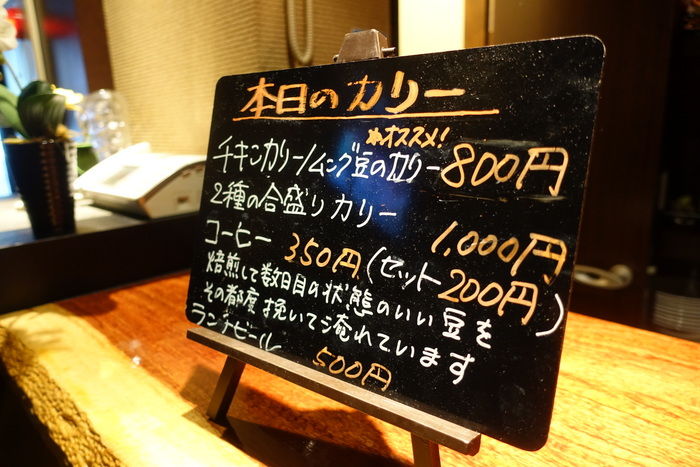 本日のカリー
オススメ!
チキンカリー/ムング豆のカリー 800円
2種の合盛りカリー 1,000円
コーヒー 350円(セット200円)
焙煎して数日目の状態のいい豆を
その都度挽いて淹れています
ランチビール 500円